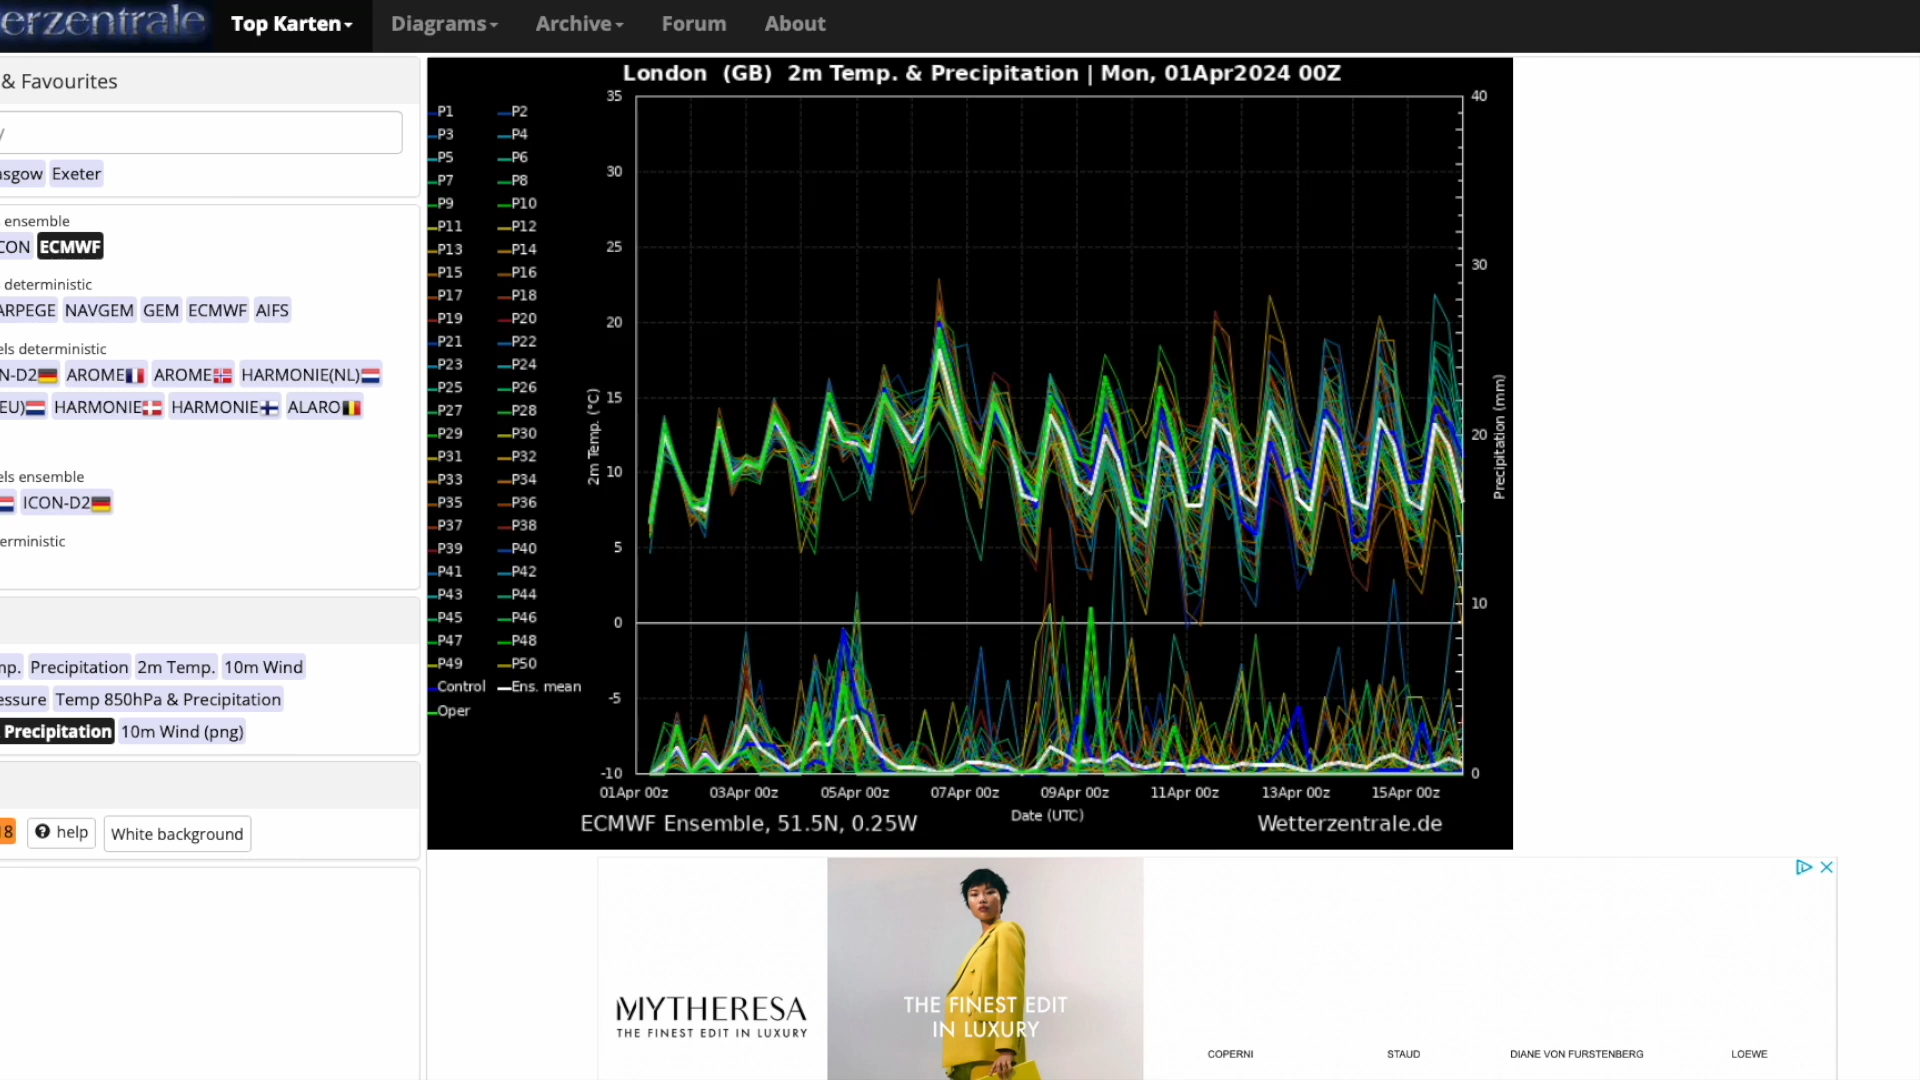 erzentrale Top Karten Diagrams Archive Forum About
& Favourites
asgow Exeter
ensemble
CON ECMWF
deterministic
ARPEGE NAVGEM GEM ECMWF AIFS
els deterministic
N-D2 AROME AROME HARMONIE(NL)
EU) HARMONIE HARMONIE ALARO
els ensemble
ICON-D2
erministic
mp. Precipitation 2m Temp. 10m Wind
essure Temp 850hPa & Precipitation
Precipitation 10m Wind (png)
18 help White background
London (GB) 2m Temp. & Precipitation | Mon, 01Apr2024 00Z
P1 P2
P3 P4
P5 P6
P7 P8
P9 P10
P11 P12
P13 P14
P15 P16
P17 P18
P19 P20
P21 P22
P23 P24
P25 P26
P27 P28
P29 P30
P31 P32
P33 P34
P35 P36
P37 P38
P39 P40
P41 P42
P43 P44
P45 P46
P47 P48
P49 P50
Control Ens. mean
Oper
35
30
25
20
15
10
5
0
-5
-10
2m Temp. (°C)
40
30
20
10
0
Precipitation (mm)
01Apr 00z 03Apr 00z 05Apr 00z 07Apr 00z 09Apr 00z 11Apr 00z 13Apr 00z 15Apr 00z
Date (UTC)
ECMWF Ensemble, 51.5N, 0.25W
Wetterzentrale.de
MYTHERESA
THE FINEST EDIT IN LUXURY
THE FINEST EDIT
IN LUXURY
COPERNI STAUD DIANE VON FURSTENBERG LOEWE